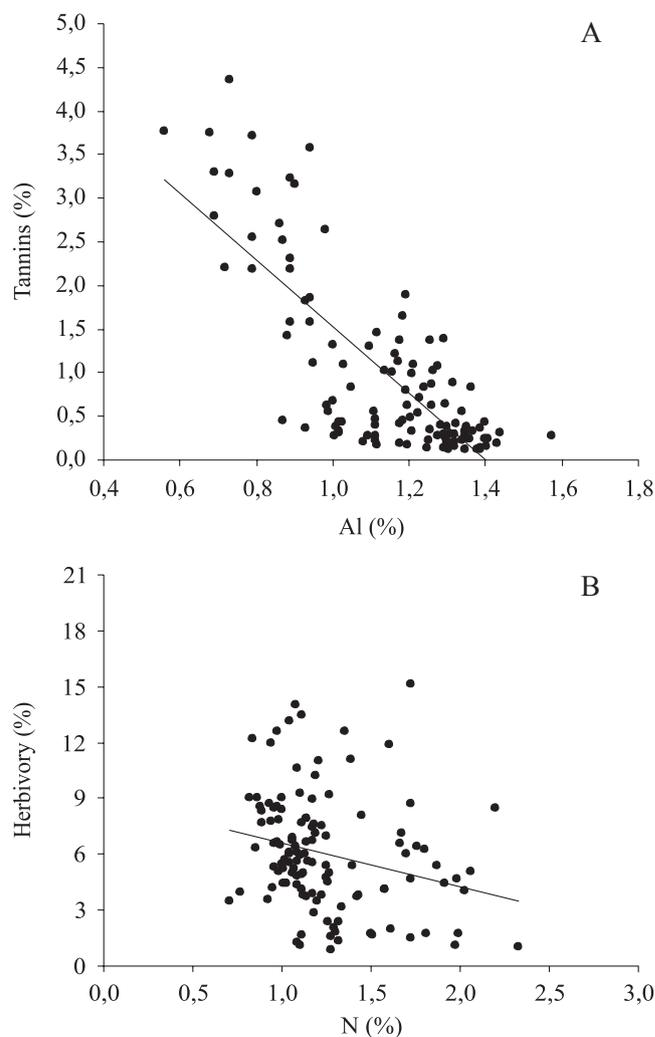 A
5,0
4,5
4,0
3,5
3,0
2,5
2,0
1,5
1,0
0,5
0,0
Tannins (%)
0,4 0,6 0,8 1,0 1,2 1,4 1,6 1,8
Al (%)
B
21
18
15
12
9
6
3
0
Herbivory (%)
0,0 0,5 1,0 1,5 2,0 2,5 3,0
N (%)